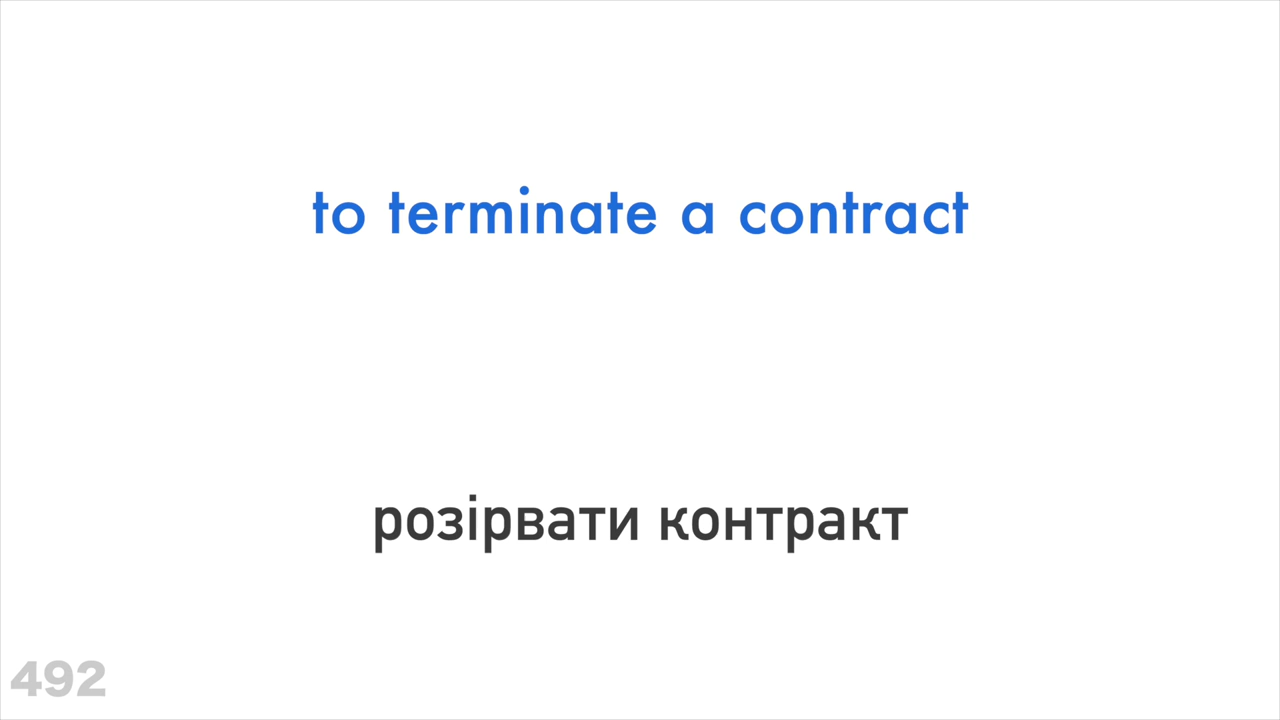 to terminate a contract
розірвати контракт
492